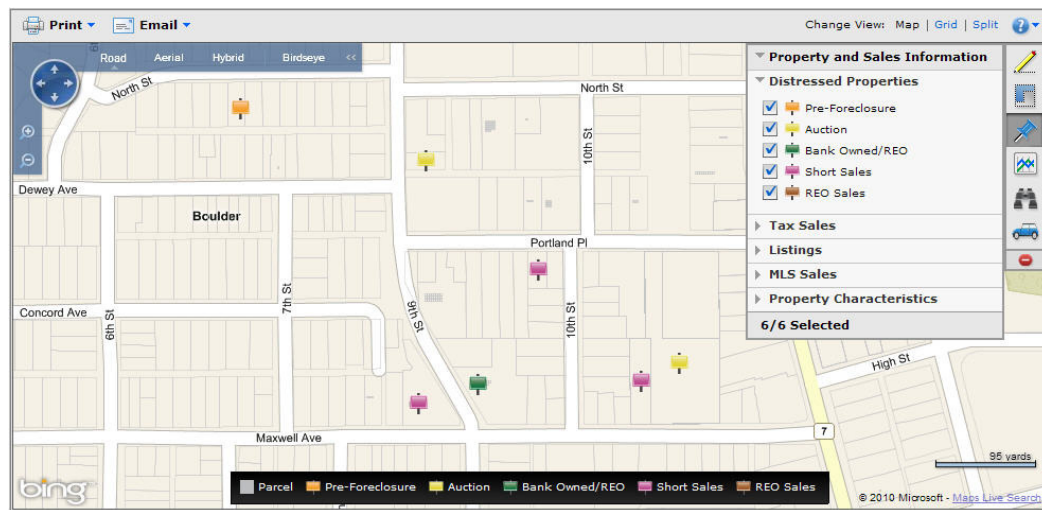 Print
Email
Change View: Map | Grid | Split
?
Road Aerial Hybrid Birdseye <<
Property and Sales Information
Distressed Properties
Pre-Foreclosure
Auction
Bank Owned/REO
Short Sales
REO Sales
Tax Sales
Listings
MLS Sales
Property Characteristics
6/6 Selected
North St
North St
10th St
Dewey Ave
Boulder
Portland Pl
Concord Ave
6th St
7th St
9th St
10th St
High St
Maxwell Ave
7
95 yards
bing
Parcel Pre-Foreclosure Auction Bank Owned/REO Short Sales REO Sales
© 2010 Microsoft - Maps Live Search